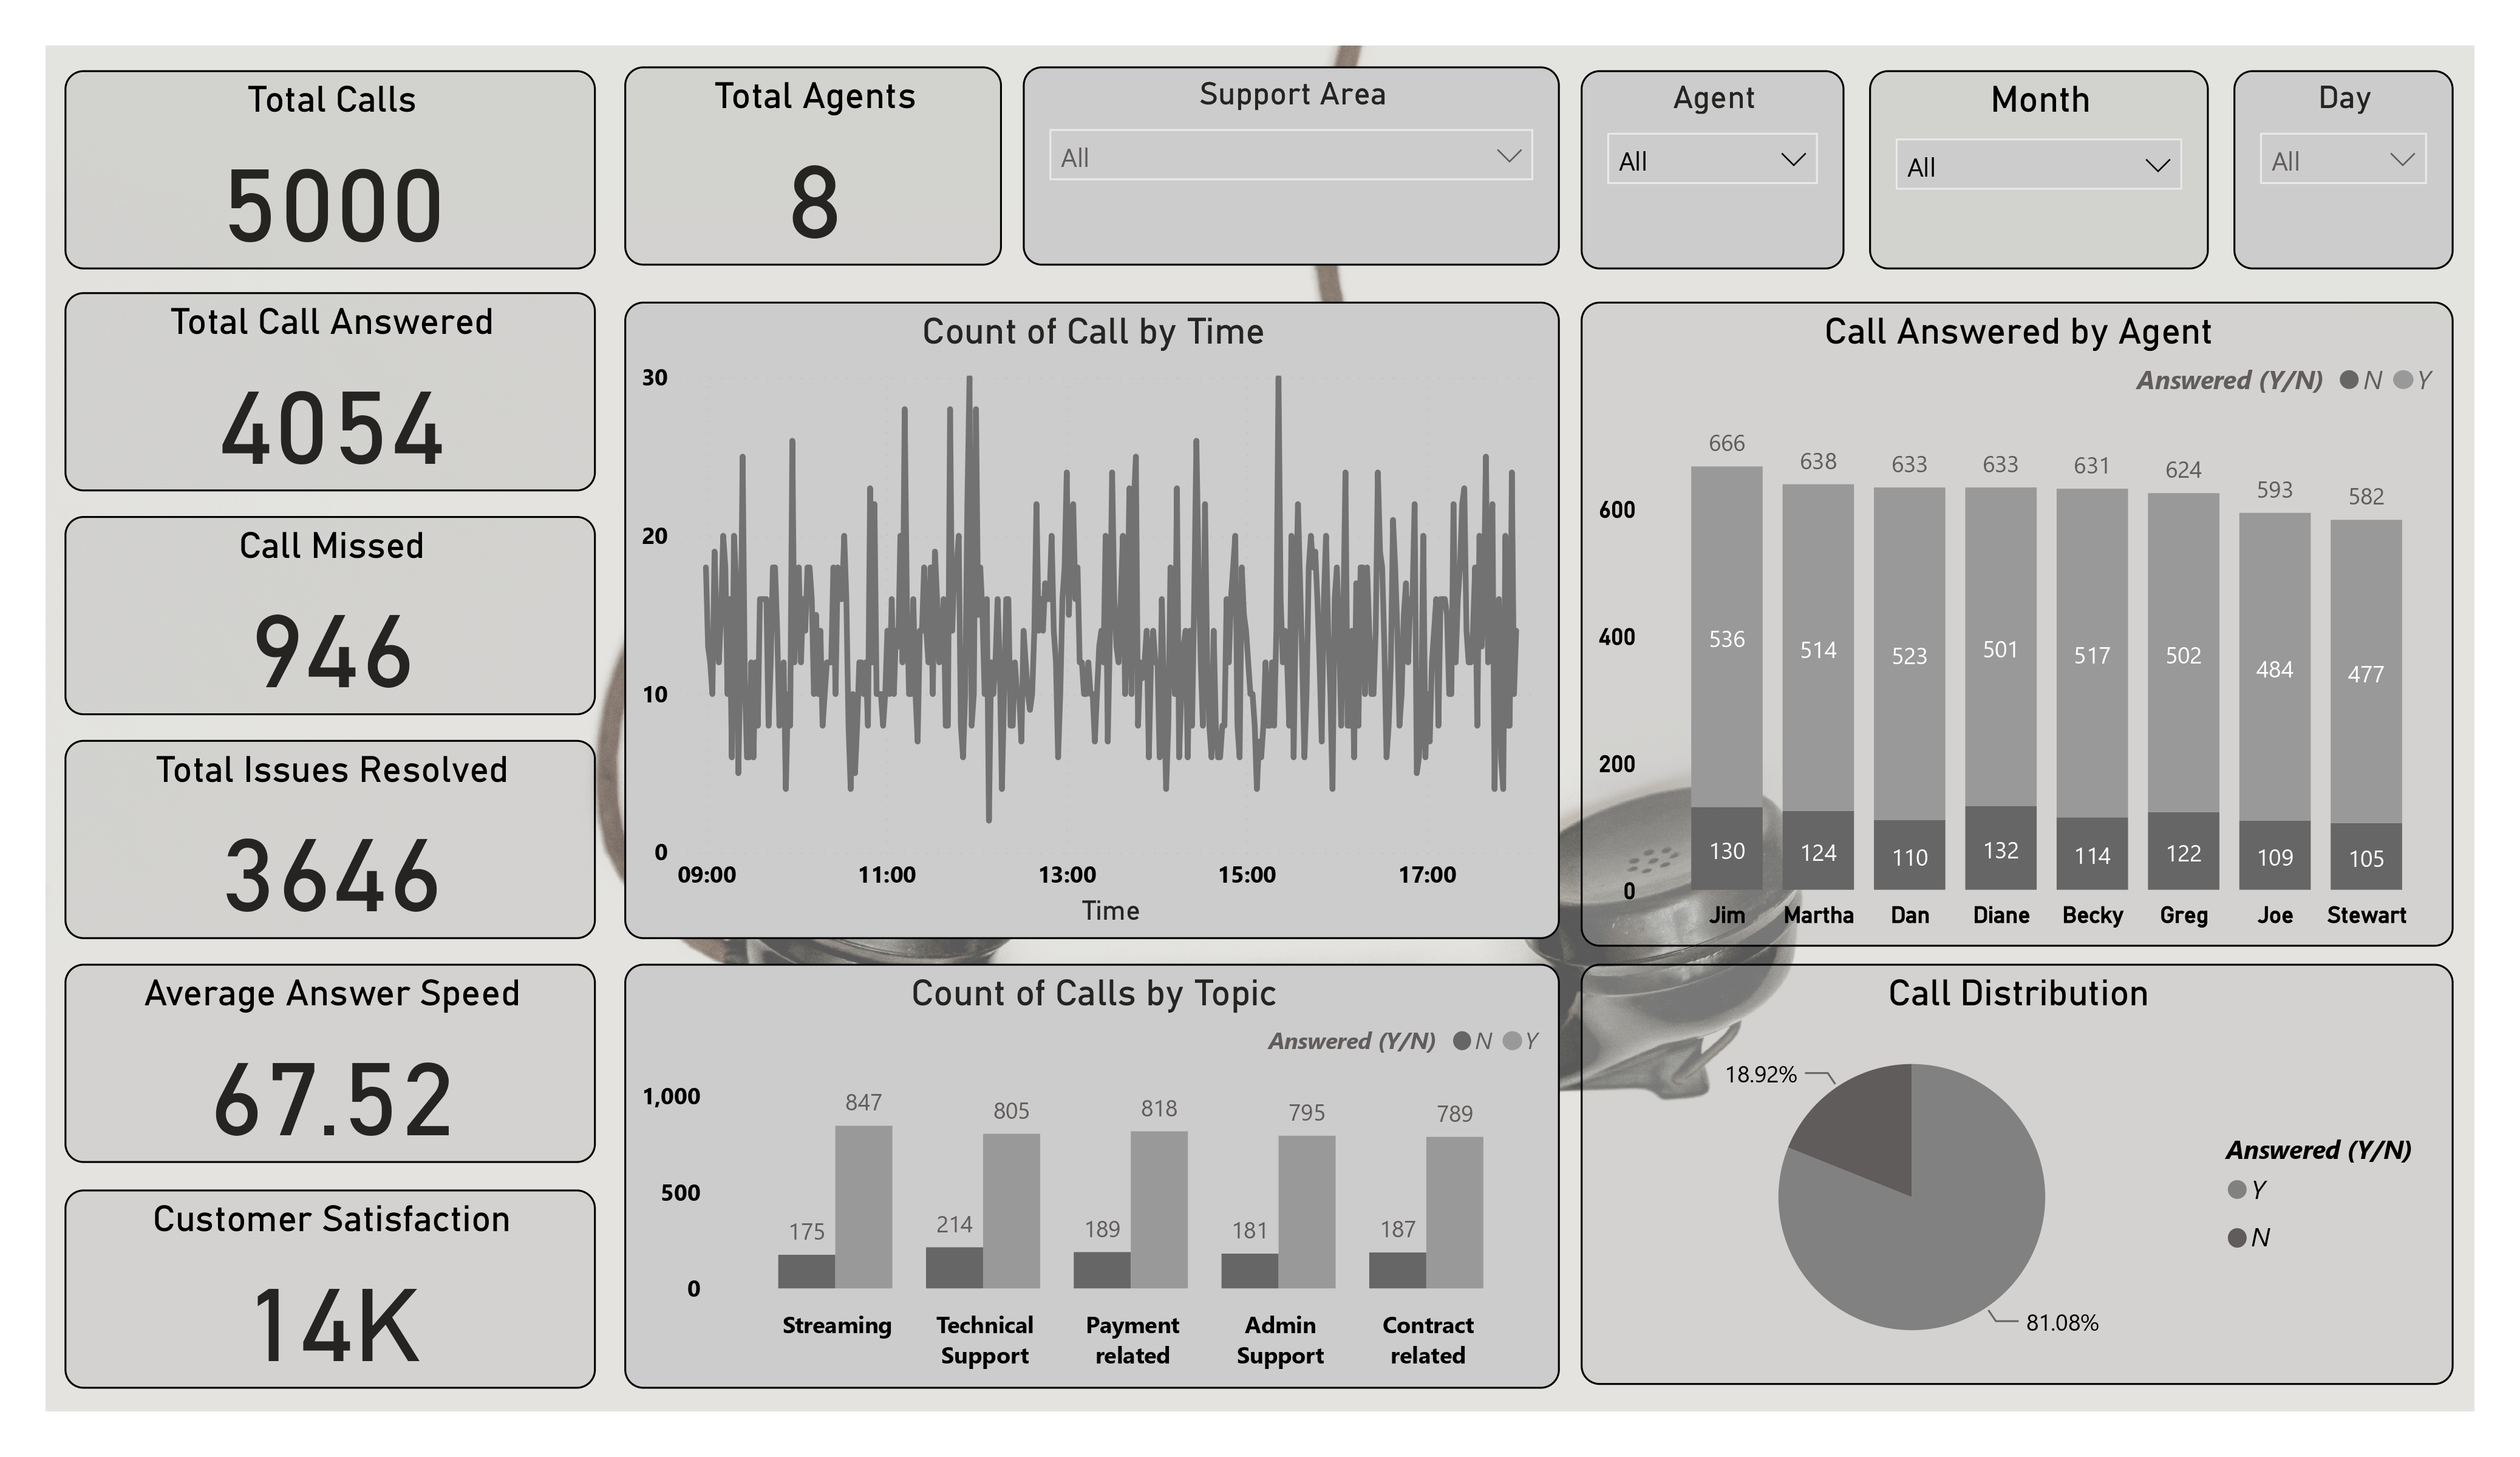 Total Calls
5000
Total Agents
8
Support Area
All
Agent
All
Month
All
Day
All
Total Call Answered
4054
Call Missed
946
Total Issues Resolved
3646
Average Answer Speed
67.52
Customer Satisfaction
14K
Count of Call by Time
30
20
10
0
09:00 11:00 13:00 15:00 17:00
Time
Call Answered by Agent
Answered (Y/N) N Y
666 638 633 633 631 624 593 582
600
400
200
0
536 514 523 501 517 502 484 477
130 124 110 132 114 122 109 105
Jim Martha Dan Diane Becky Greg Joe Stewart
Count of Calls by Topic
Answered (Y/N) N Y
1,000
500
0
847 805 818 795 789
175 214 189 181 187
Streaming Technical Payment Admin Contract
Support related Support related
Call Distribution
18.92%
81.08%
Answered (Y/N)
Y
N